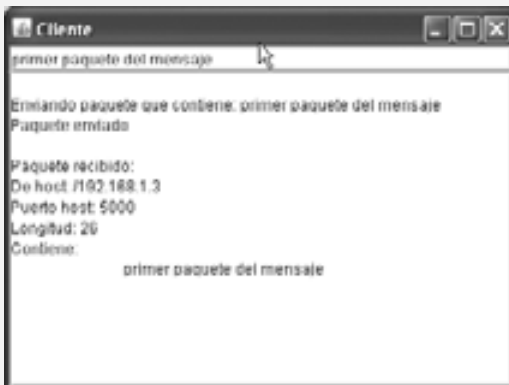 Cliente
primer paquete del mensaje
Enviando paquete que contiene: primer paquete del mensaje
Paquete enviado
Paquete recibido:
De host: /192.168.1.3
Puerto host: 5000
Longitud: 26
Contiene:
primer paquete del mensaje